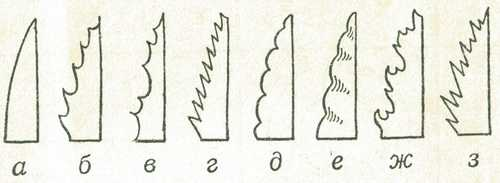 а б в г д е ж з